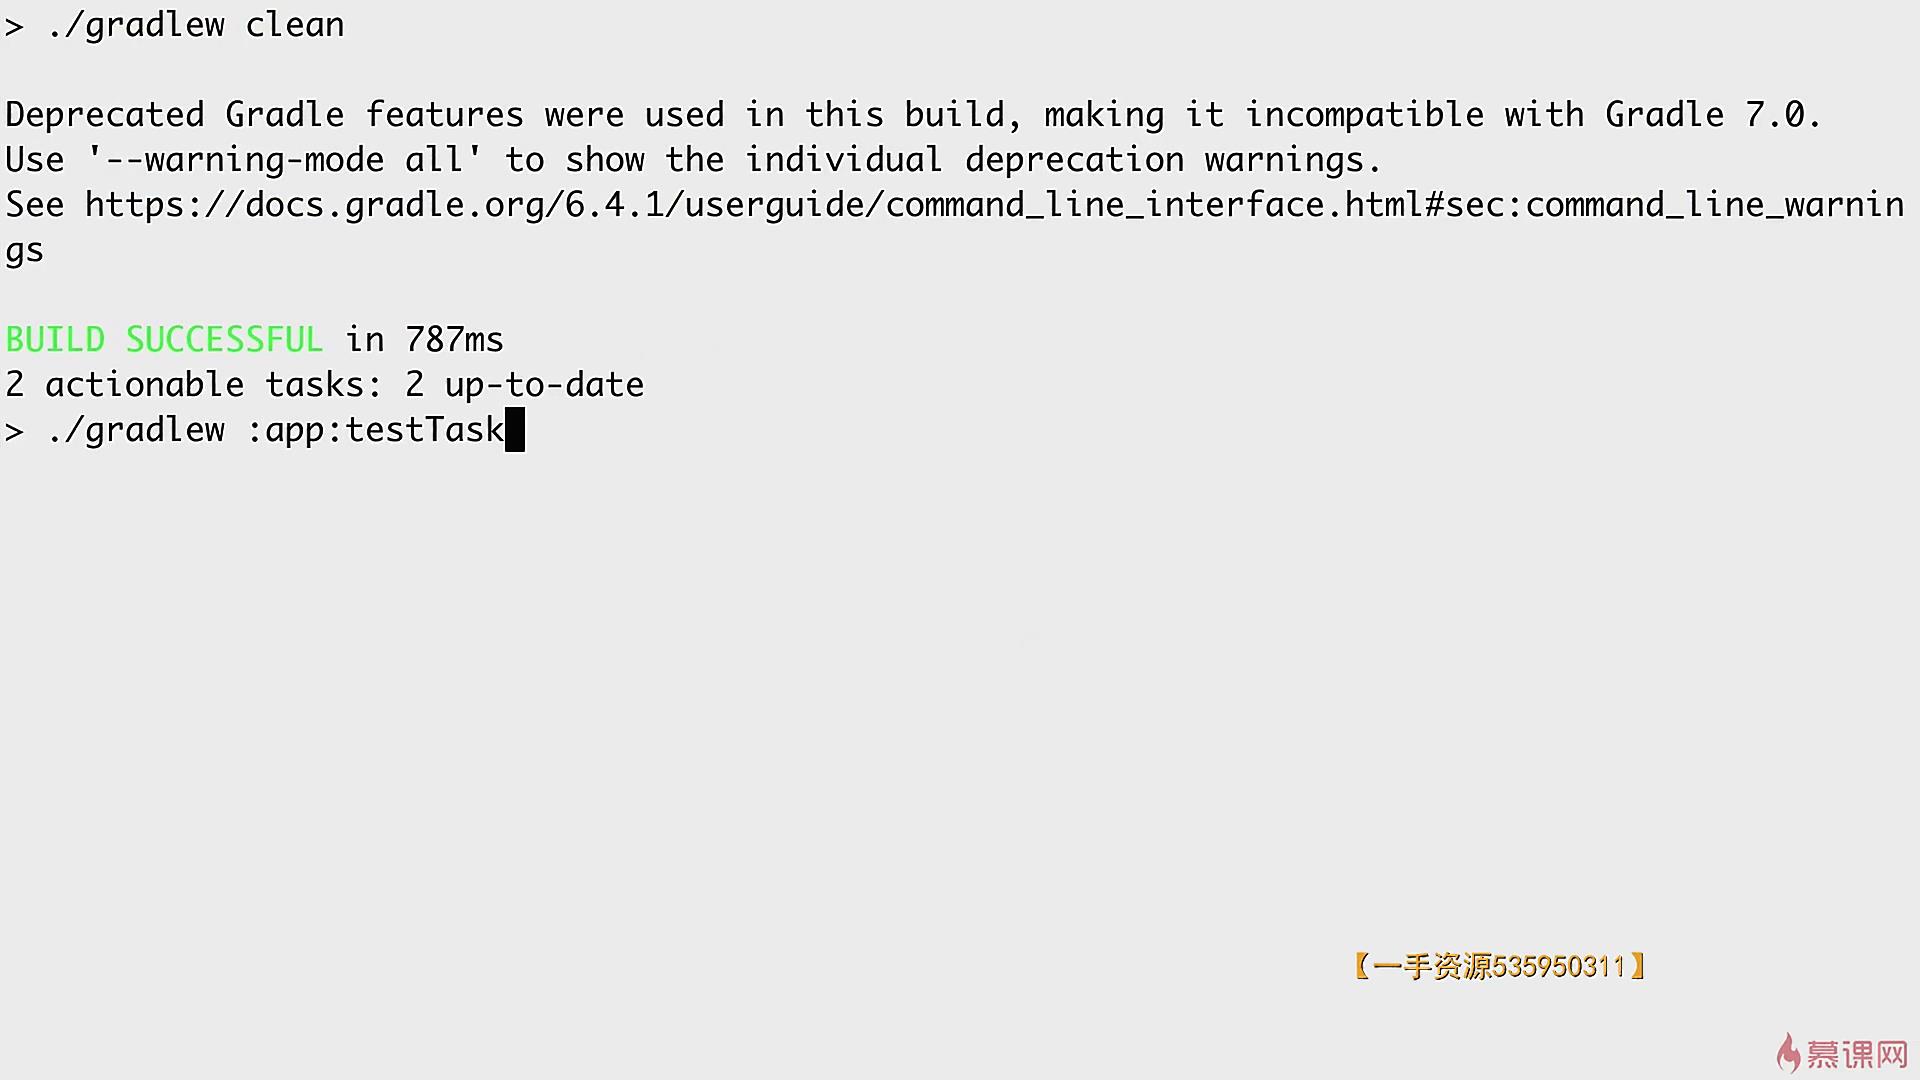 > ./gradlew clean
Deprecated Gradle features were used in this build, making it incompatible with Gradle 7.0.
Use '--warning-mode all' to show the individual deprecation warnings.
See https://docs.gradle.org/6.4.1/userguide/command_line_interface.html#sec:command_line_warnin
gs
BUILD SUCCESSFUL in 787ms
2 actionable tasks: 2 up-to-date
> ./gradlew :app:testTask
【一手资源535950311】
慕课网